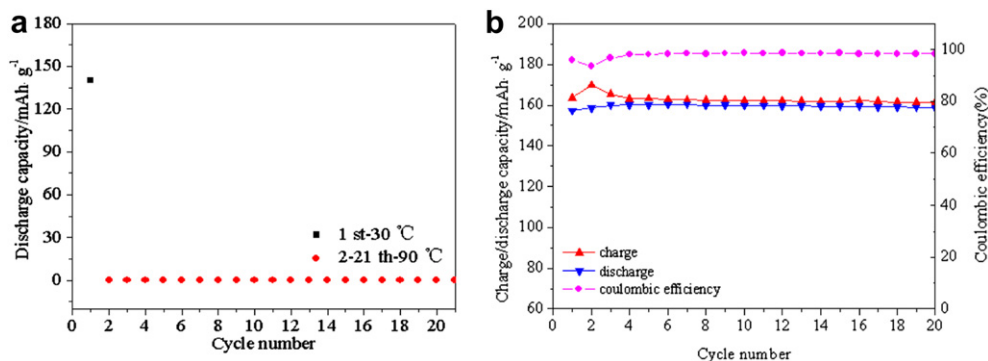 a
Discharge capacity/mAh g⁻¹
180
150
120
90
60
30
0
1 st-30 ℃
2-21 th-90 ℃
0 2 4 6 8 10 12 14 16 18 20
Cycle number
b
Charge/discharge capacity/mAh· g⁻¹
200
180
160
140
120
100
80
60
charge
discharge
coulombic efficiency
0 2 4 6 8 10 12 14 16 18 20
Cycle number
100
80
60
40
20
0
Coulombic efficiency(%)